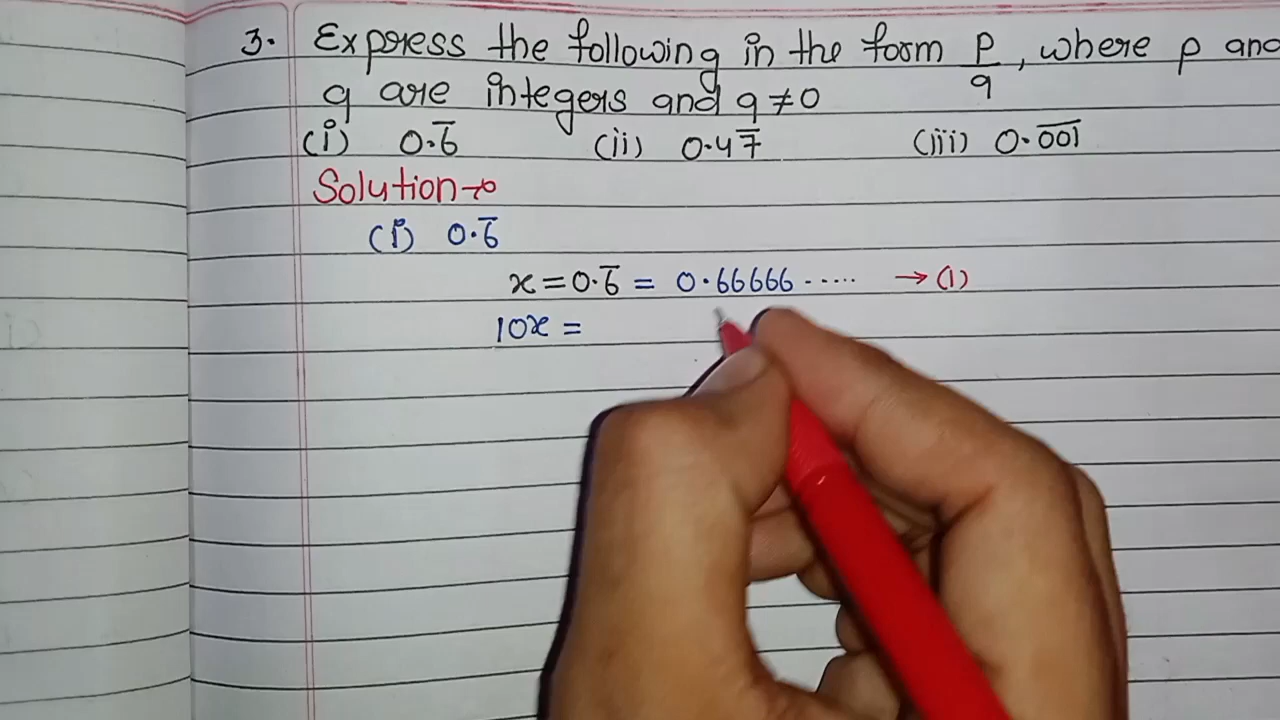 3. Express the following in the form p/q, where p and
q are integers and q ≠ 0
(i) 0.6̅ (ii) 0.47̅ (iii) 0.0̅0̅1̅
Solution →
(i) 0.6̅
x = 0.6̅ = 0.66666 ..... → (1)
10x =